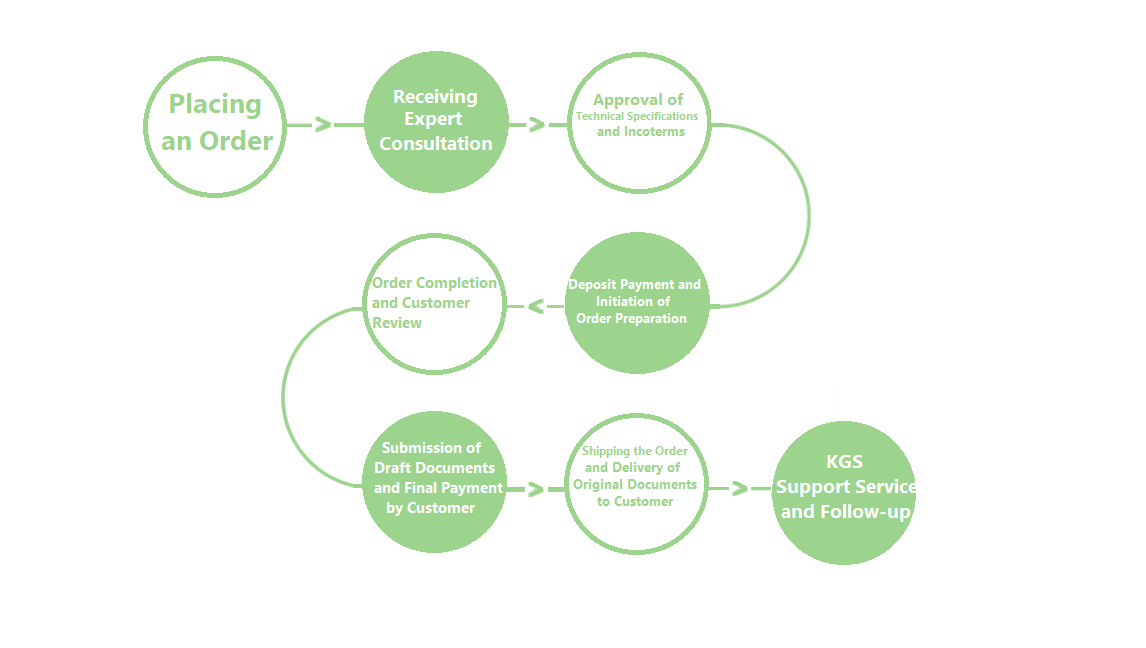 Placing
an Order
Receiving
Expert
Consultation
Approval of
Technical Specifications
and Incoterms
Deposit Payment and
Initiation of
Order Preparation
Order Completion
and Customer
Review
Submission of
Draft Documents
and Final Payment
by Customer
Shipping the Order
and Delivery of
Original Documents
to Customer
KGS
Support Service
and Follow-up